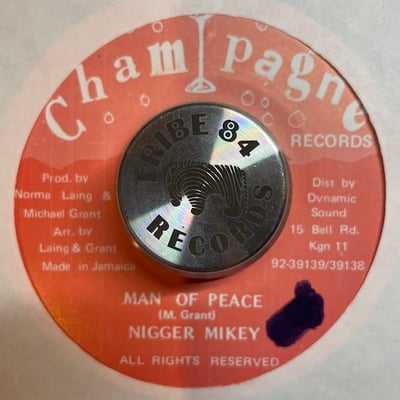 Champagne
RECORDS
TRIBE 84
RECORDS
Prod. by
Norma Laing &
Michael Grant
Arr. by
Laing & Grant
Made in Jamaica
Dist by
Dynamic
Sound
15 Bell Rd.
Kgn 11
92-39139/39138
MAN OF PEACE
(M. Grant)
NIGGER MIKEY
ALL RIGHTS RESERVED